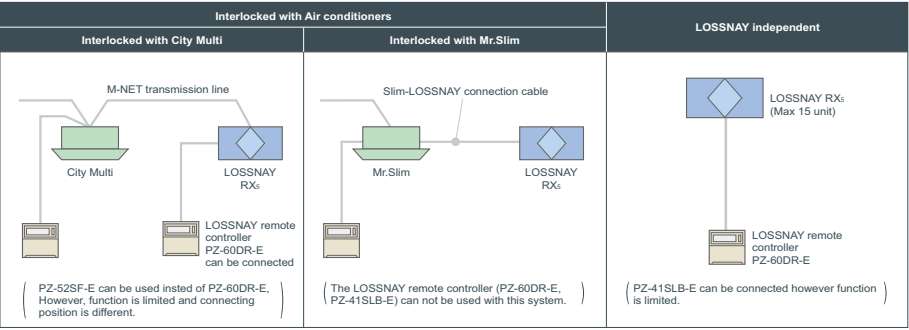 Interlocked with Air conditioners
LOSSNAY independent
Interlocked with City Multi
Interlocked with Mr.Slim
M-NET transmission line
City Multi
LOSSNAY
RX5
LOSSNAY remote
controller
PZ-60DR-E
can be connected
PZ-52SF-E can be used insted of PZ-60DR-E,
However, function is limited and connecting
position is different.
Slim-LOSSNAY connection cable
Mr.Slim
LOSSNAY
RX5
The LOSSNAY remote controller (PZ-60DR-E,
PZ-41SLB-E) can not be used with this system.
LOSSNAY RX5
(Max 15 unit)
LOSSNAY remote
controller
PZ-60DR-E
PZ-41SLB-E can be connected however function
is limited.